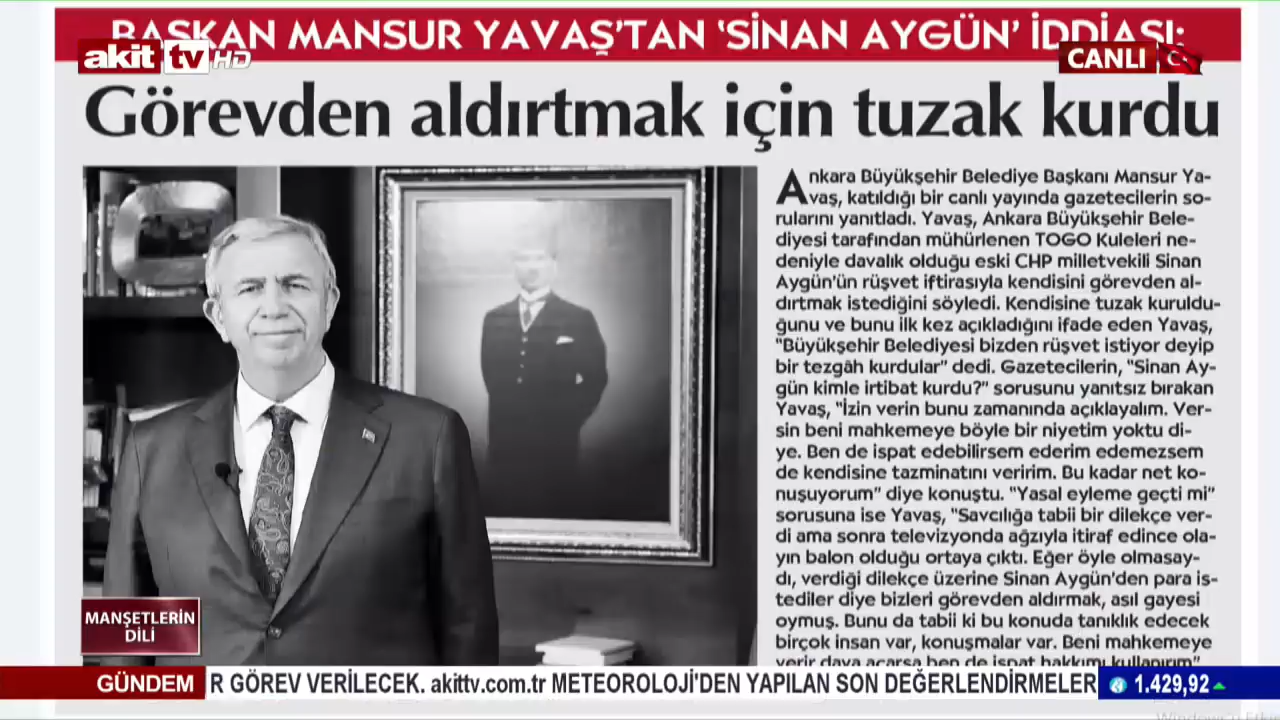 BAŞKAN MANSUR YAVAŞ'TAN 'SİNAN AYGÜN' İDDİASI:
akit tv HD
CANLI
Görevden aldırtmak için tuzak kurdu
Ankara Büyükşehir Belediye Başkanı Mansur Ya-
vaş, katıldığı bir canlı yayında gazetecilerin so-
rularını yanıtladı. Yavaş, Ankara Büyükşehir Bele-
diyesi tarafından mühürlenen TOGO Kuleleri ne-
deniyle davalık olduğu eski CHP milletvekili Sinan
Aygün'ün rüşvet iftirasıyla kendisini görevden al-
dırtmak istediğini söyledi. Kendisine tuzak kuruldu-
ğunu ve bunu ilk kez açıkladığını ifade eden Yavaş,
"Büyükşehir Belediyesi bizden rüşvet istiyor deyip
bir tezgâh kurdular" dedi. Gazetecilerin, "Sinan Ay-
gün kimle irtibat kurdu?" sorusunu yanıtsız bırakan
Yavaş, "İzin verin bunu zamanında açıklayalım. Ver-
sin beni mahkemeye böyle bir niyetim yoktu di-
ye. Ben de ispat edebilirsem ederim edemezsem
de kendisine tazminatını veririm. Bu kadar net ko-
nuşuyorum" diye konuştu. "Yasal eyleme geçti mi"
sorusuna ise Yavaş, "Savcılığa tabii bir dilekçe ver-
di ama sonra televizyonda ağzıyla itiraf edince ola-
yın balon olduğu ortaya çıktı. Eğer öyle olmasay-
dı, verdiği dilekçe üzerine Sinan Aygün'den para is-
tediler diye bizleri görevden aldırmak, asıl gayesi
oymuş. Bunu da tabii ki bu konuda tanıklık edecek
birçok insan var, konuşmalar var. Beni mahkemeye
verir dava açarsa ben de ispat hakkımı kullanırım"
MANŞETLERİN
DİLİ
GÜNDEM
R GÖREV VERİLECEK. akittv.com.tr METEOROLOJİ'DEN YAPILAN SON DEĞERLENDİRMELER
1.429,92